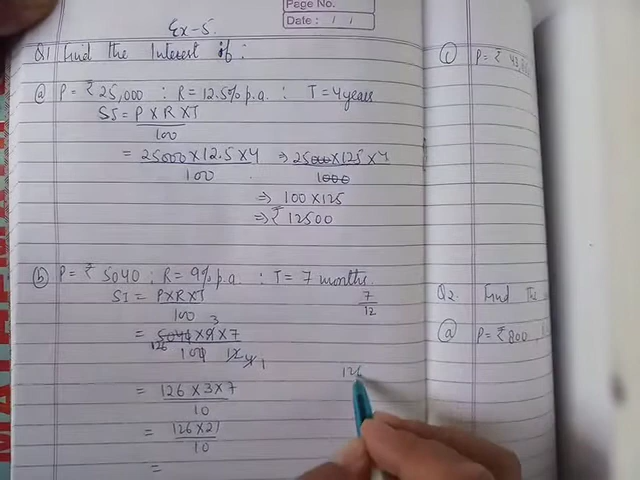 Page No.
Date : / /
Ex-5.
Q1 Find the Interest if :
(a) P = ₹ 25,000 : R = 12.5% p.a : T = 4 years
SI = P X R X T
100
= 25000 X 12.5 X 4 ⇒ 25000 X 125 X 4
100 1000
⇒ 100 X 125
⇒ ₹ 12500
(b) P = ₹ 5040 ; R = 9% p.a : T = 7 months
SI = P X R X T 7
100 12
3
= 5040 X 9 X 7
126 100 12 4 1
= 126 X 3 X 7
10
= 126 X 21
10
=
126
(c) P = ₹ 43,
Q2. Find the
(a) P = ₹ 800,